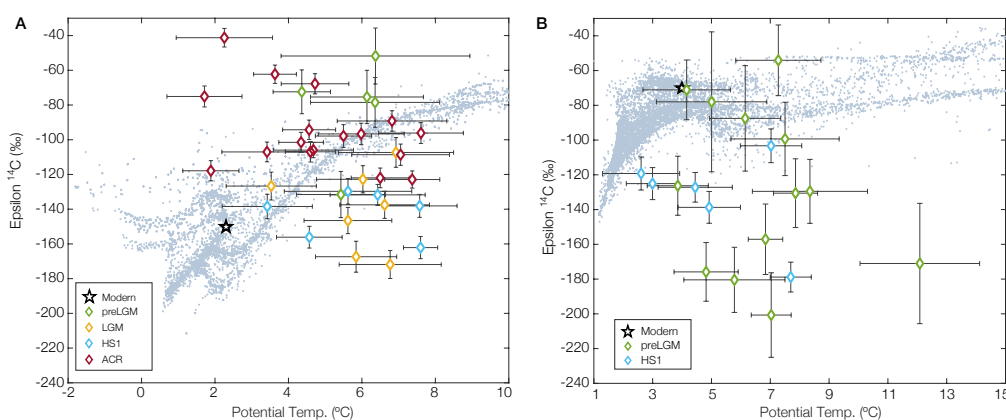 A
B
-40
-60
-80
-100
-120
-140
-160
-180
-200
-220
-240
Epsilon ¹⁴C (‰)
-2 0 2 4 6 8 10
Potential Temp. (ºC)
Modern
preLGM
LGM
HS1
ACR
-40
-60
-80
-100
-120
-140
-160
-180
-200
-220
-240
Epsilon ¹⁴C (‰)
1 3 5 7 9 11 13 15
Potential Temp. (ºC)
Modern
preLGM
HS1